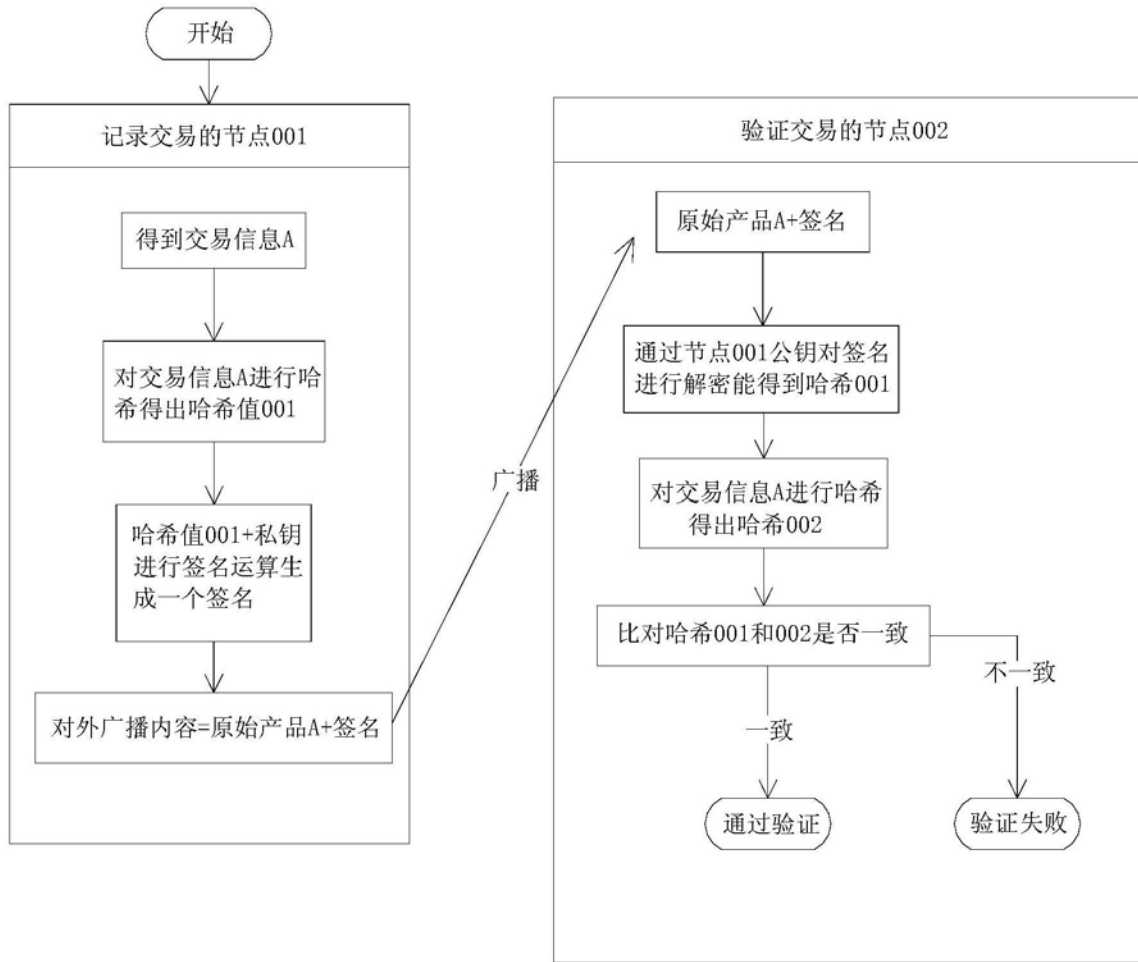 开始
记录交易的节点001
得到交易信息A
对交易信息A进行哈
希得出哈希值001
哈希值001+私钥
进行签名运算生
成一个签名
对外广播内容=原始产品A+签名
广播
验证交易的节点002
原始产品A+签名
通过节点001公钥对签名
进行解密能得到哈希001
对交易信息A进行哈希
得出哈希002
比对哈希001和002是否一致
不一致
一致
通过验证
验证失败